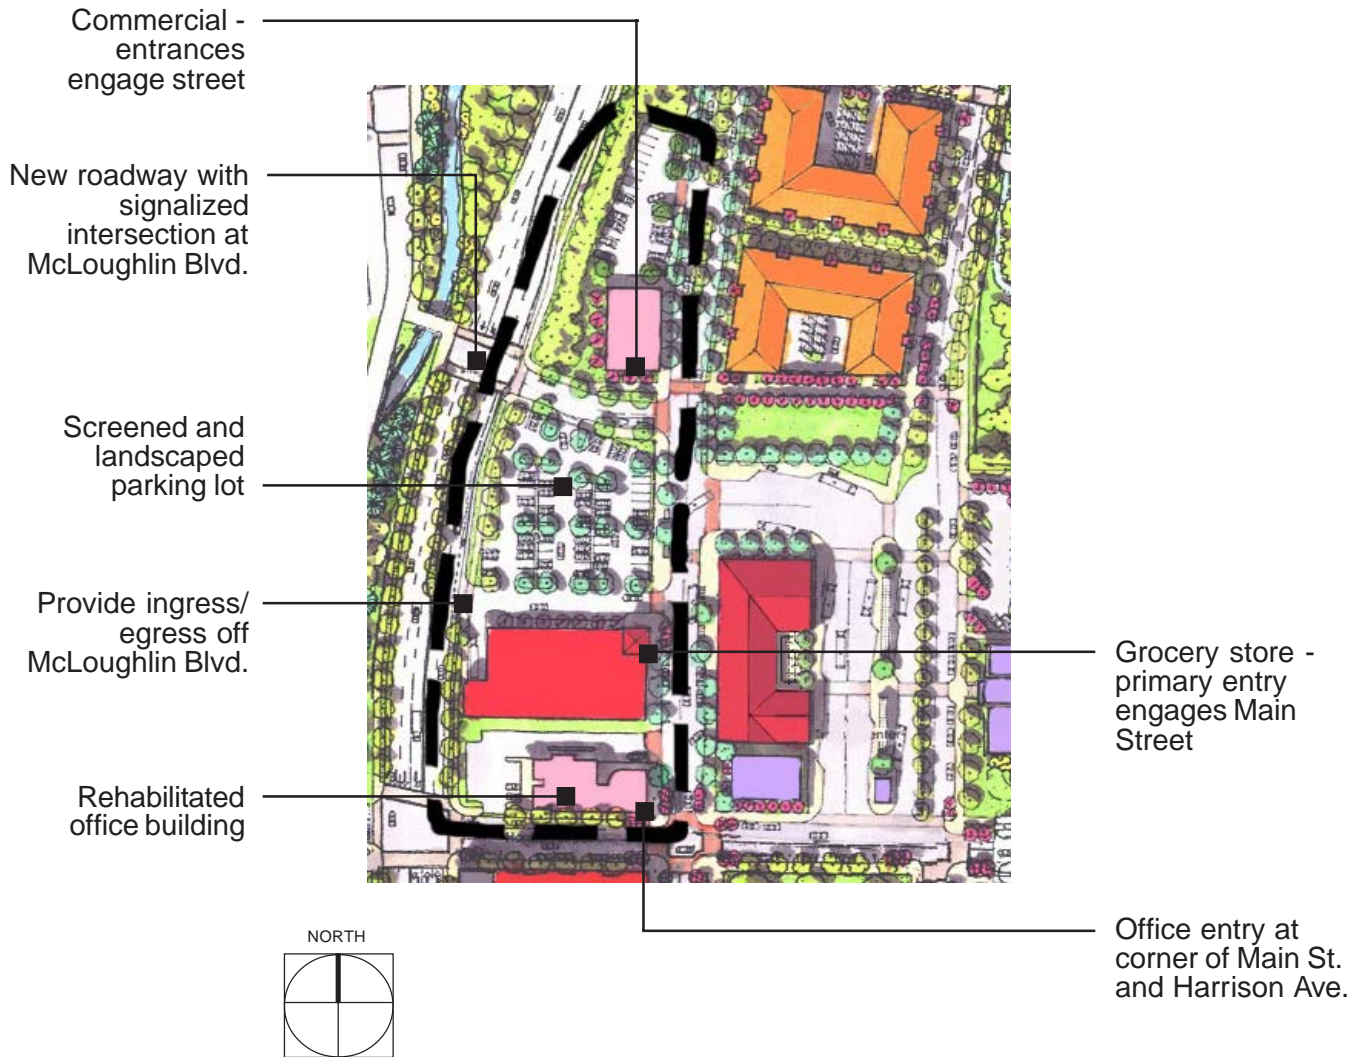 Commercial -
entrances
engage street
New roadway with
signalized
intersection at
McLoughlin Blvd.
Screened and
landscaped
parking lot
Provide ingress/
egress off
McLoughlin Blvd.
Rehabilitated
office building
Grocery store -
primary entry
engages Main
Street
Office entry at
corner of Main St.
and Harrison Ave.
NORTH